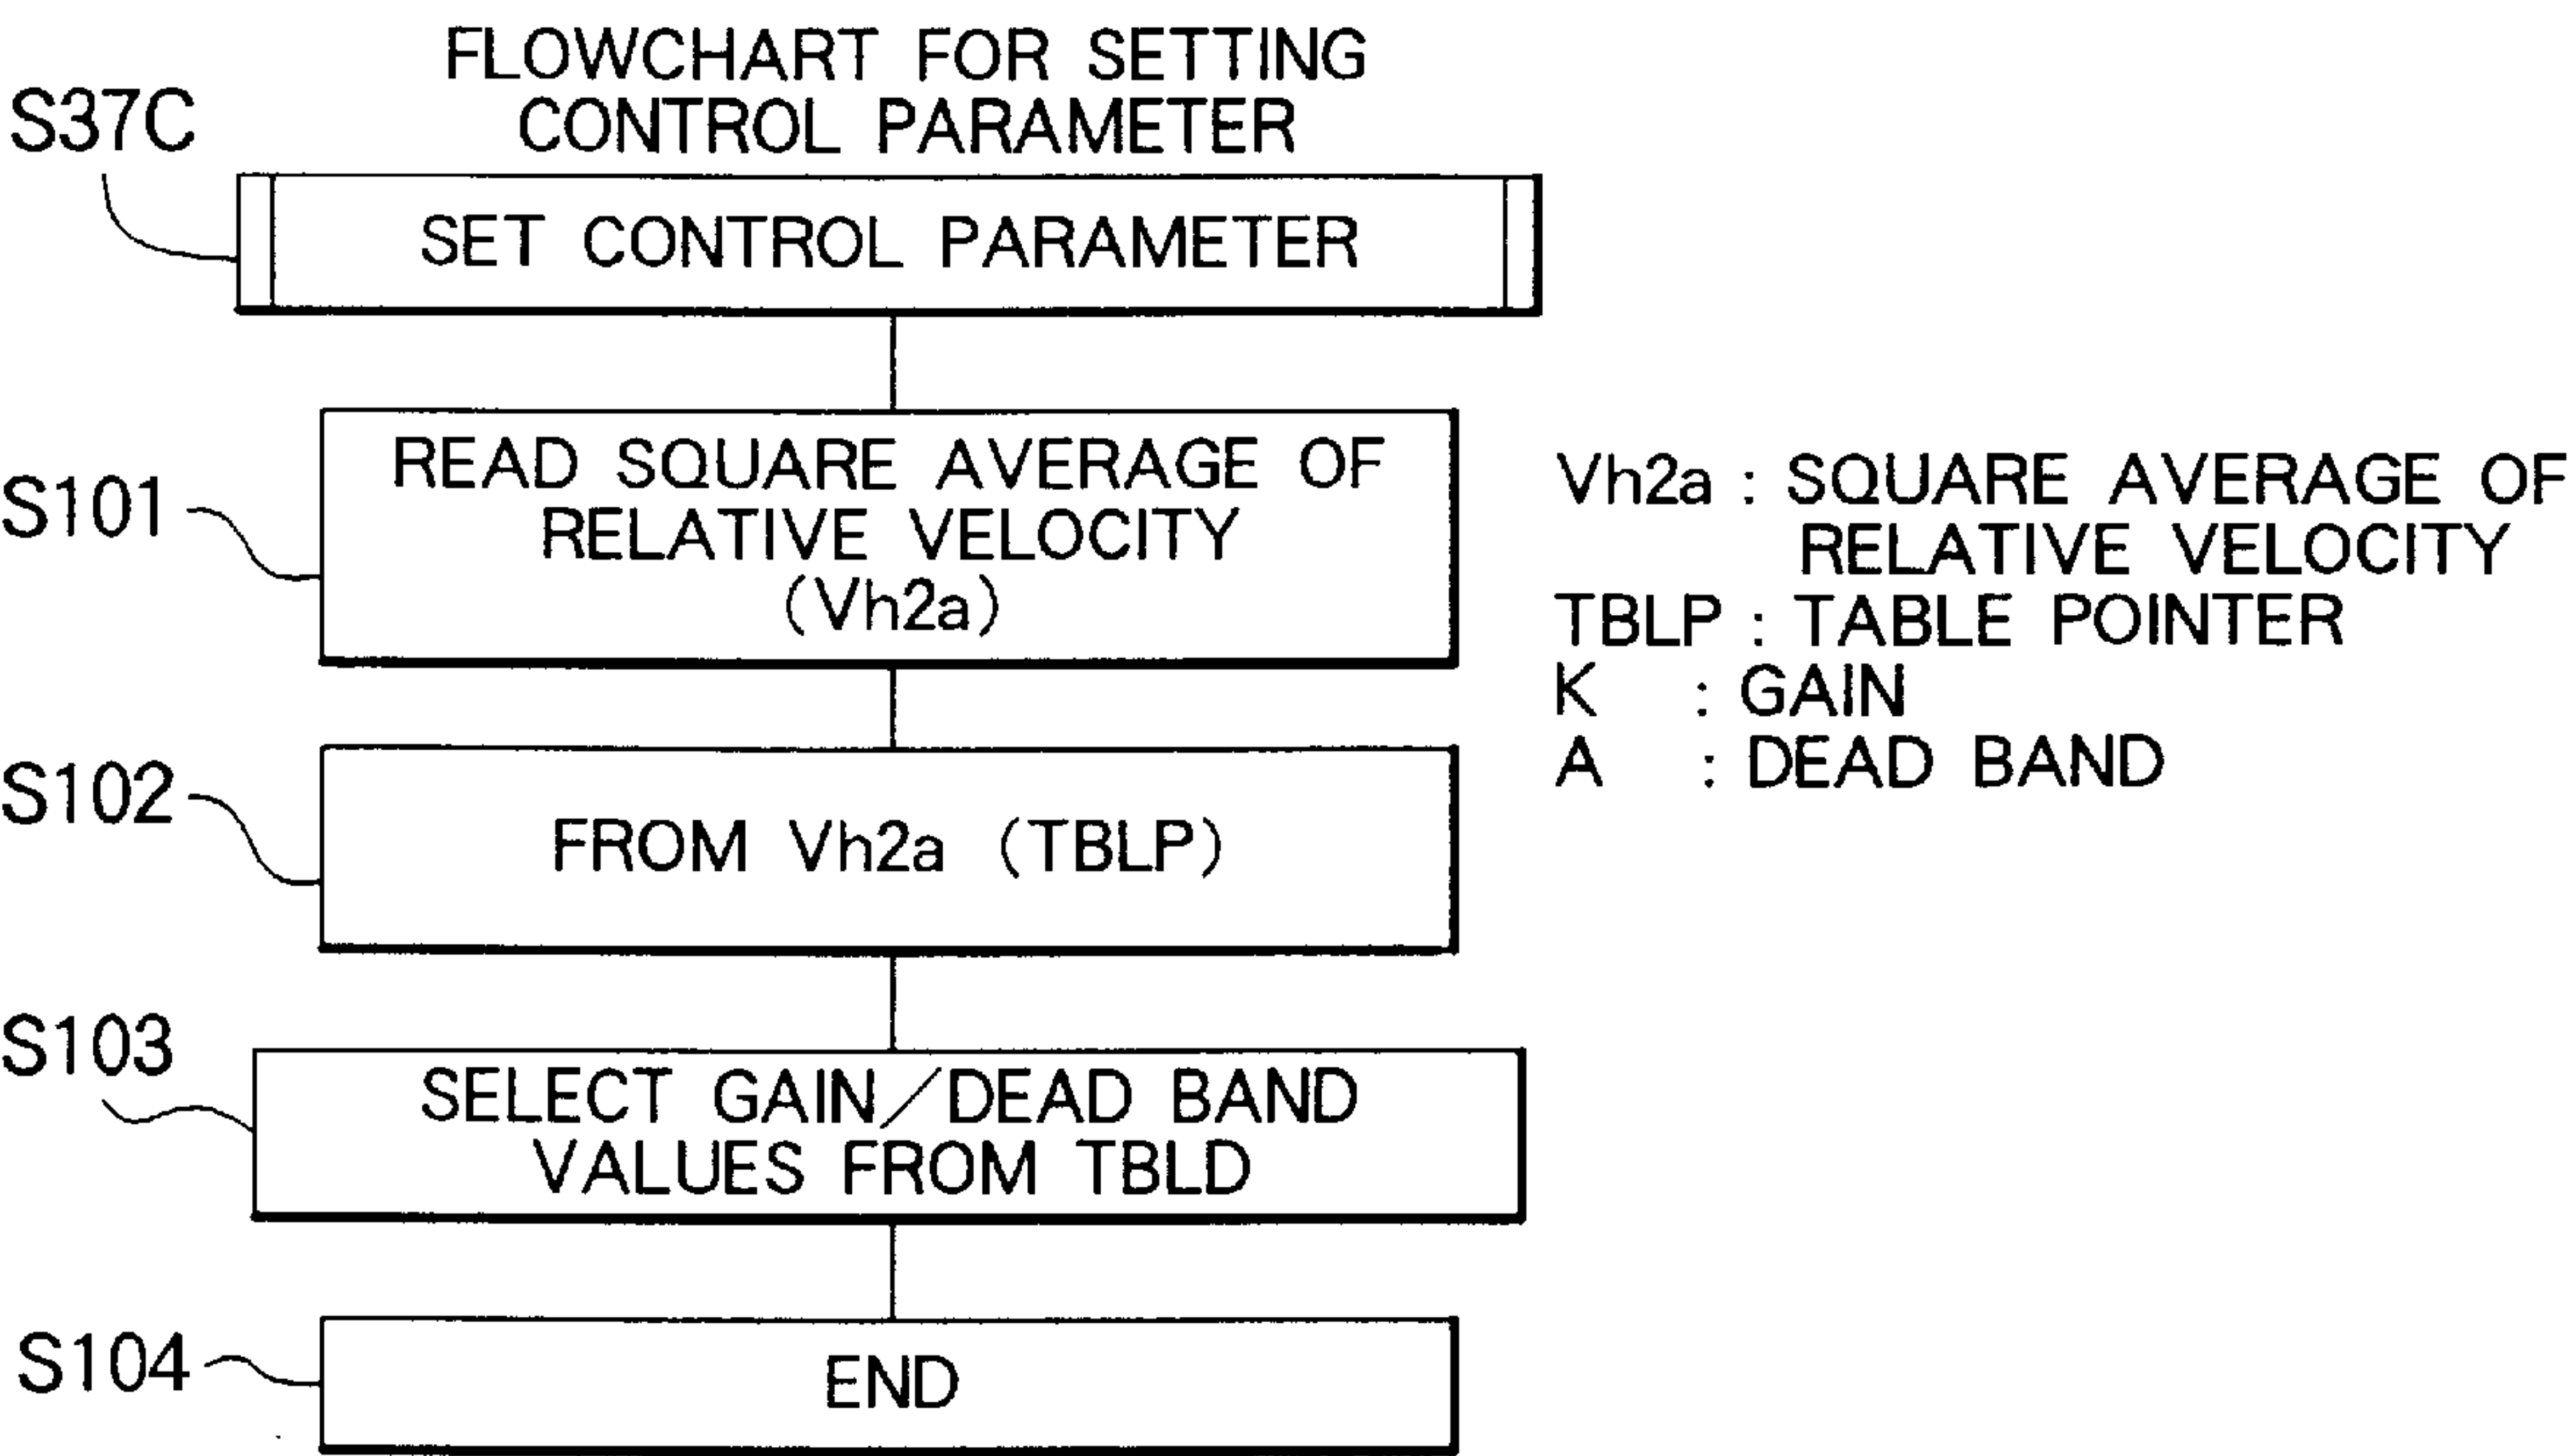 FLOWCHART FOR SETTING
CONTROL PARAMETER
S37C
SET CONTROL PARAMETER
S101
READ SQUARE AVERAGE OF
RELATIVE VELOCITY
(Vh2a)
S102
FROM Vh2a (TBLP)
S103
SELECT GAIN/DEAD BAND
VALUES FROM TBLD
S104
END
Vh2a : SQUARE AVERAGE OF
RELATIVE VELOCITY
TBLP : TABLE POINTER
K : GAIN
A : DEAD BAND